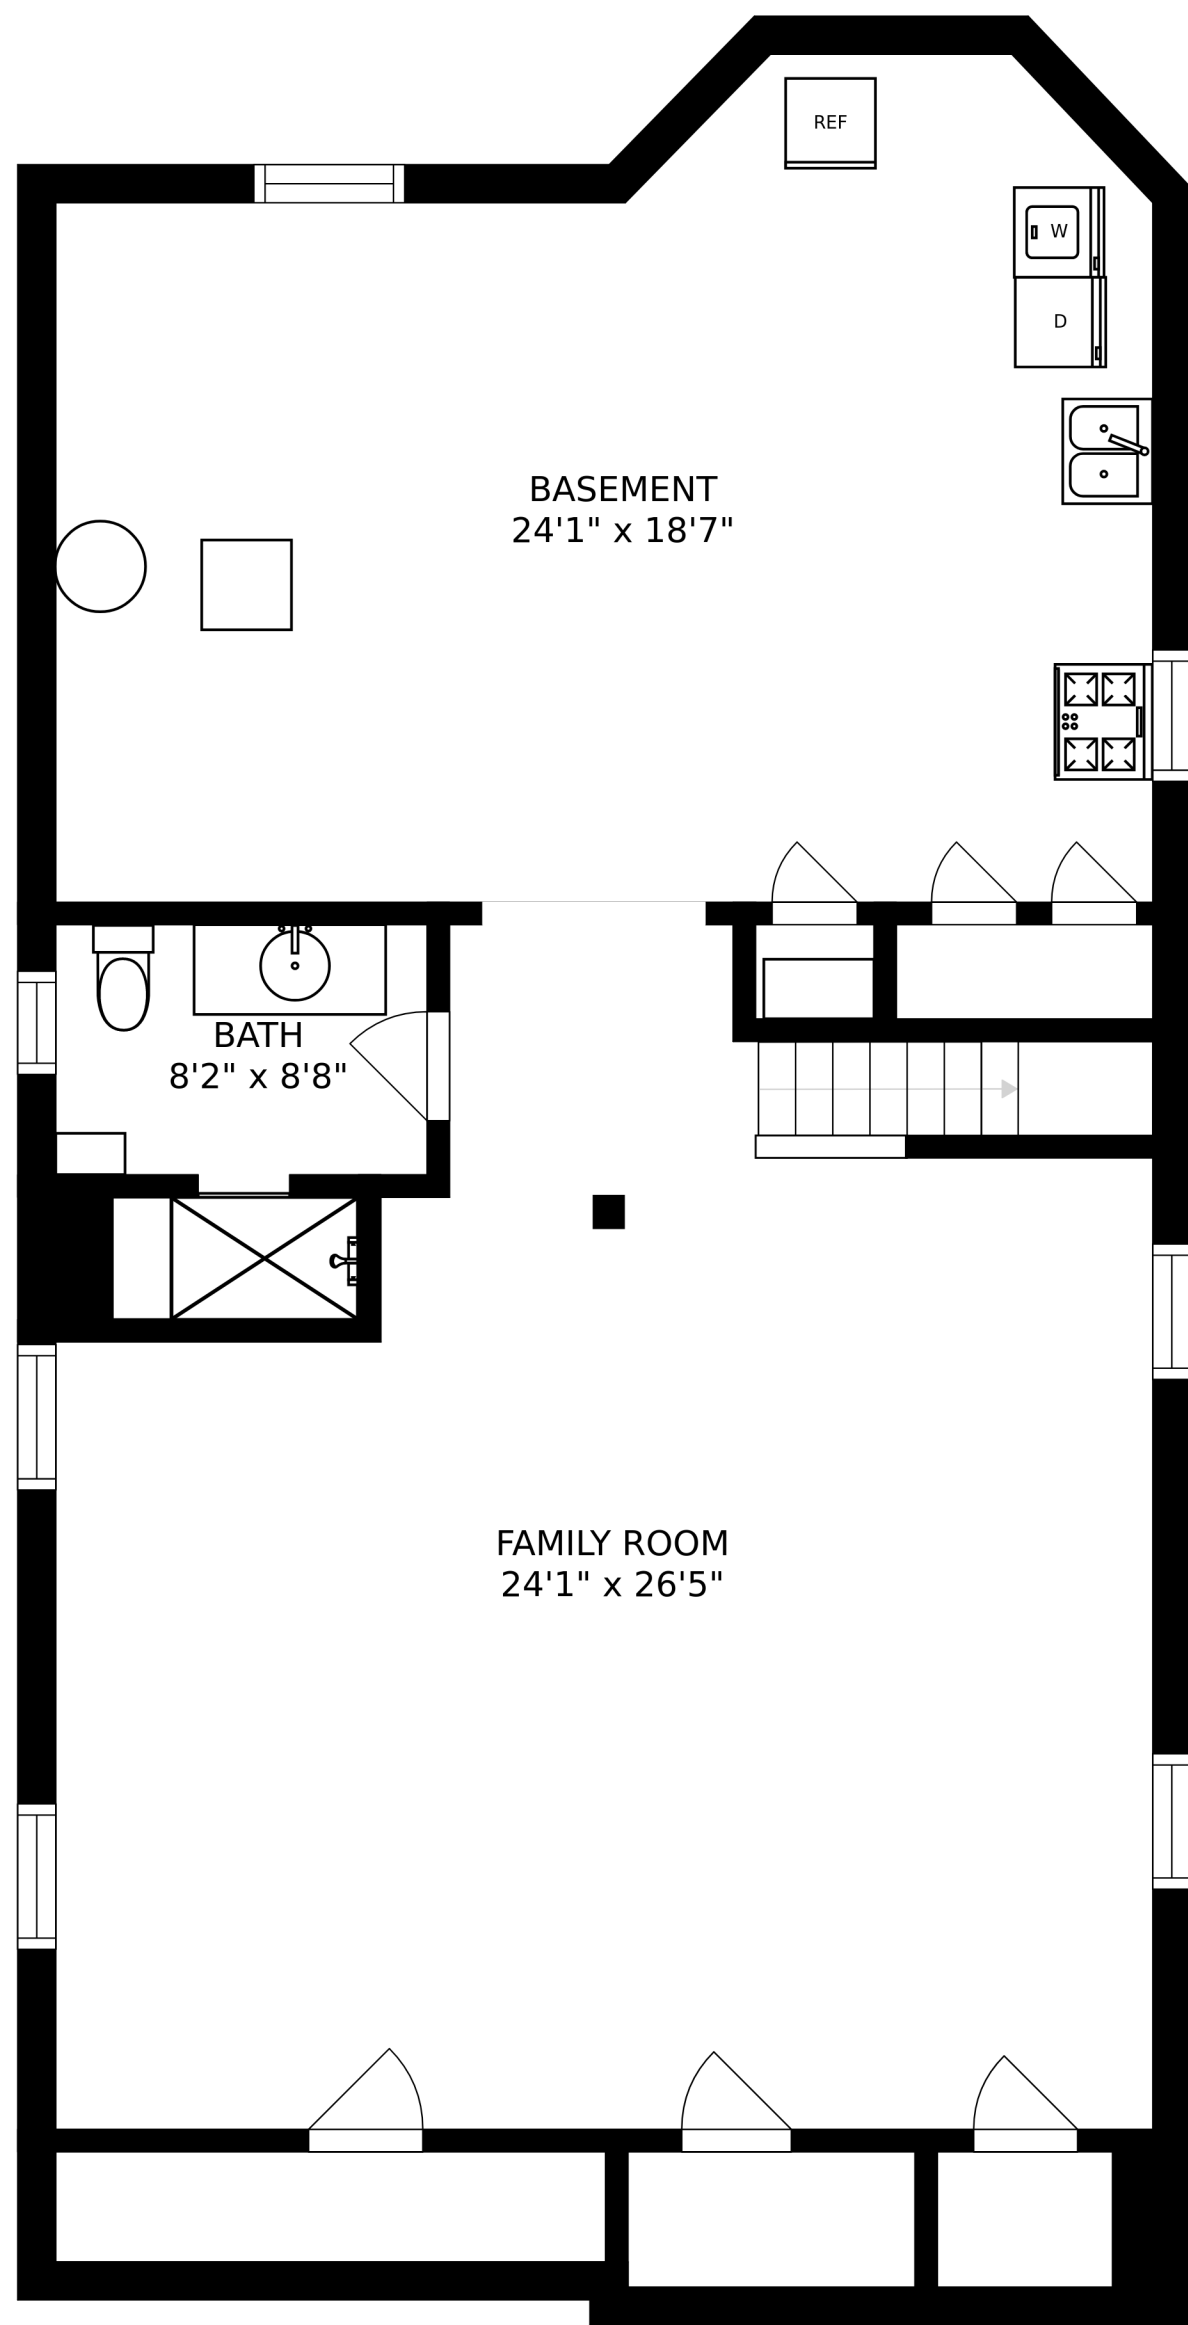 REF
W
D
BASEMENT
24'1" x 18'7"
BATH
8'2" x 8'8"
FAMILY ROOM
24'1" x 26'5"